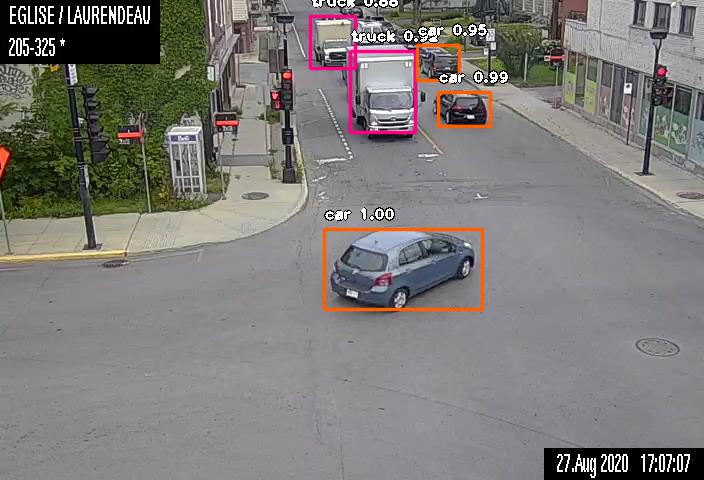 EGLISE / LAURENDEAU
205-325 *
truck 0.88
truck 0.92
car 0.95
car 0.99
car 1.00
27.Aug 2020 17:07:07